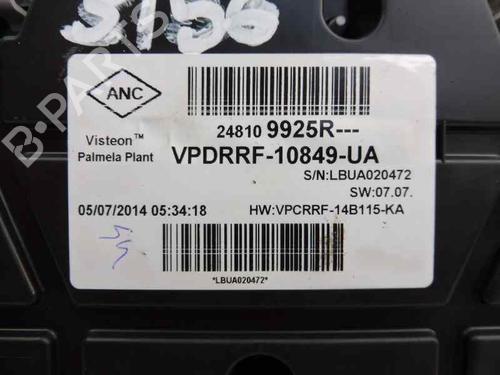 5156
B-PARTS
ANC
24810 9925R---
Visteon™
Palmela Plant
VPDRRF-10849-UA
S/N:LBUA020472
SW:07.07.
05/07/2014 05:34:18
HW:VPCRRF-14B115-KA
*LBUA020472*